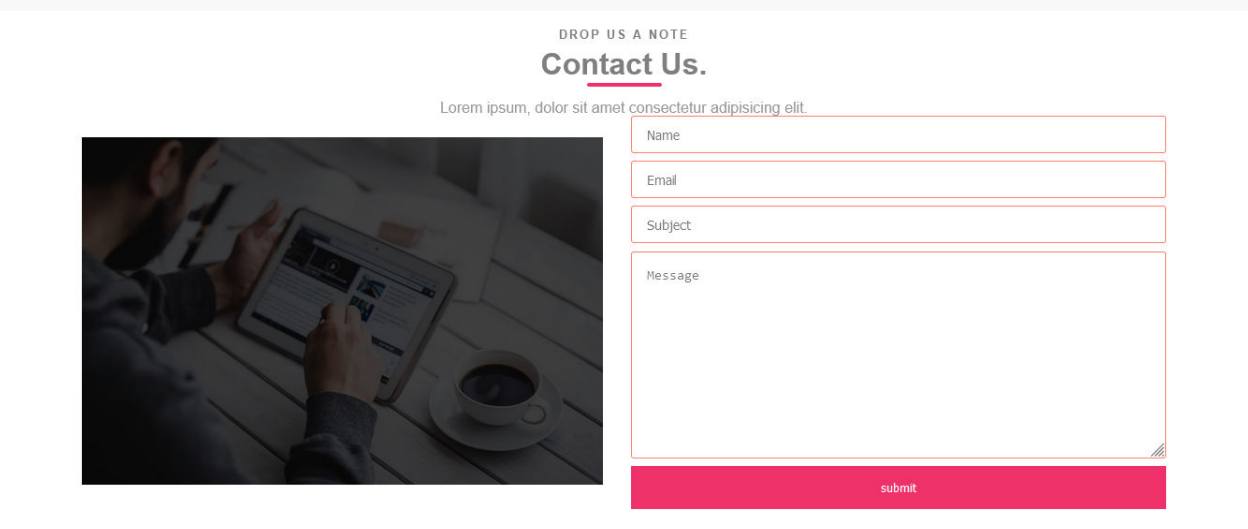 DROP US A NOTE
Contact Us.
Lorem ipsum, dolor sit amet consectetur adipisicing elit.
Name
Email
Subject
Message
submit